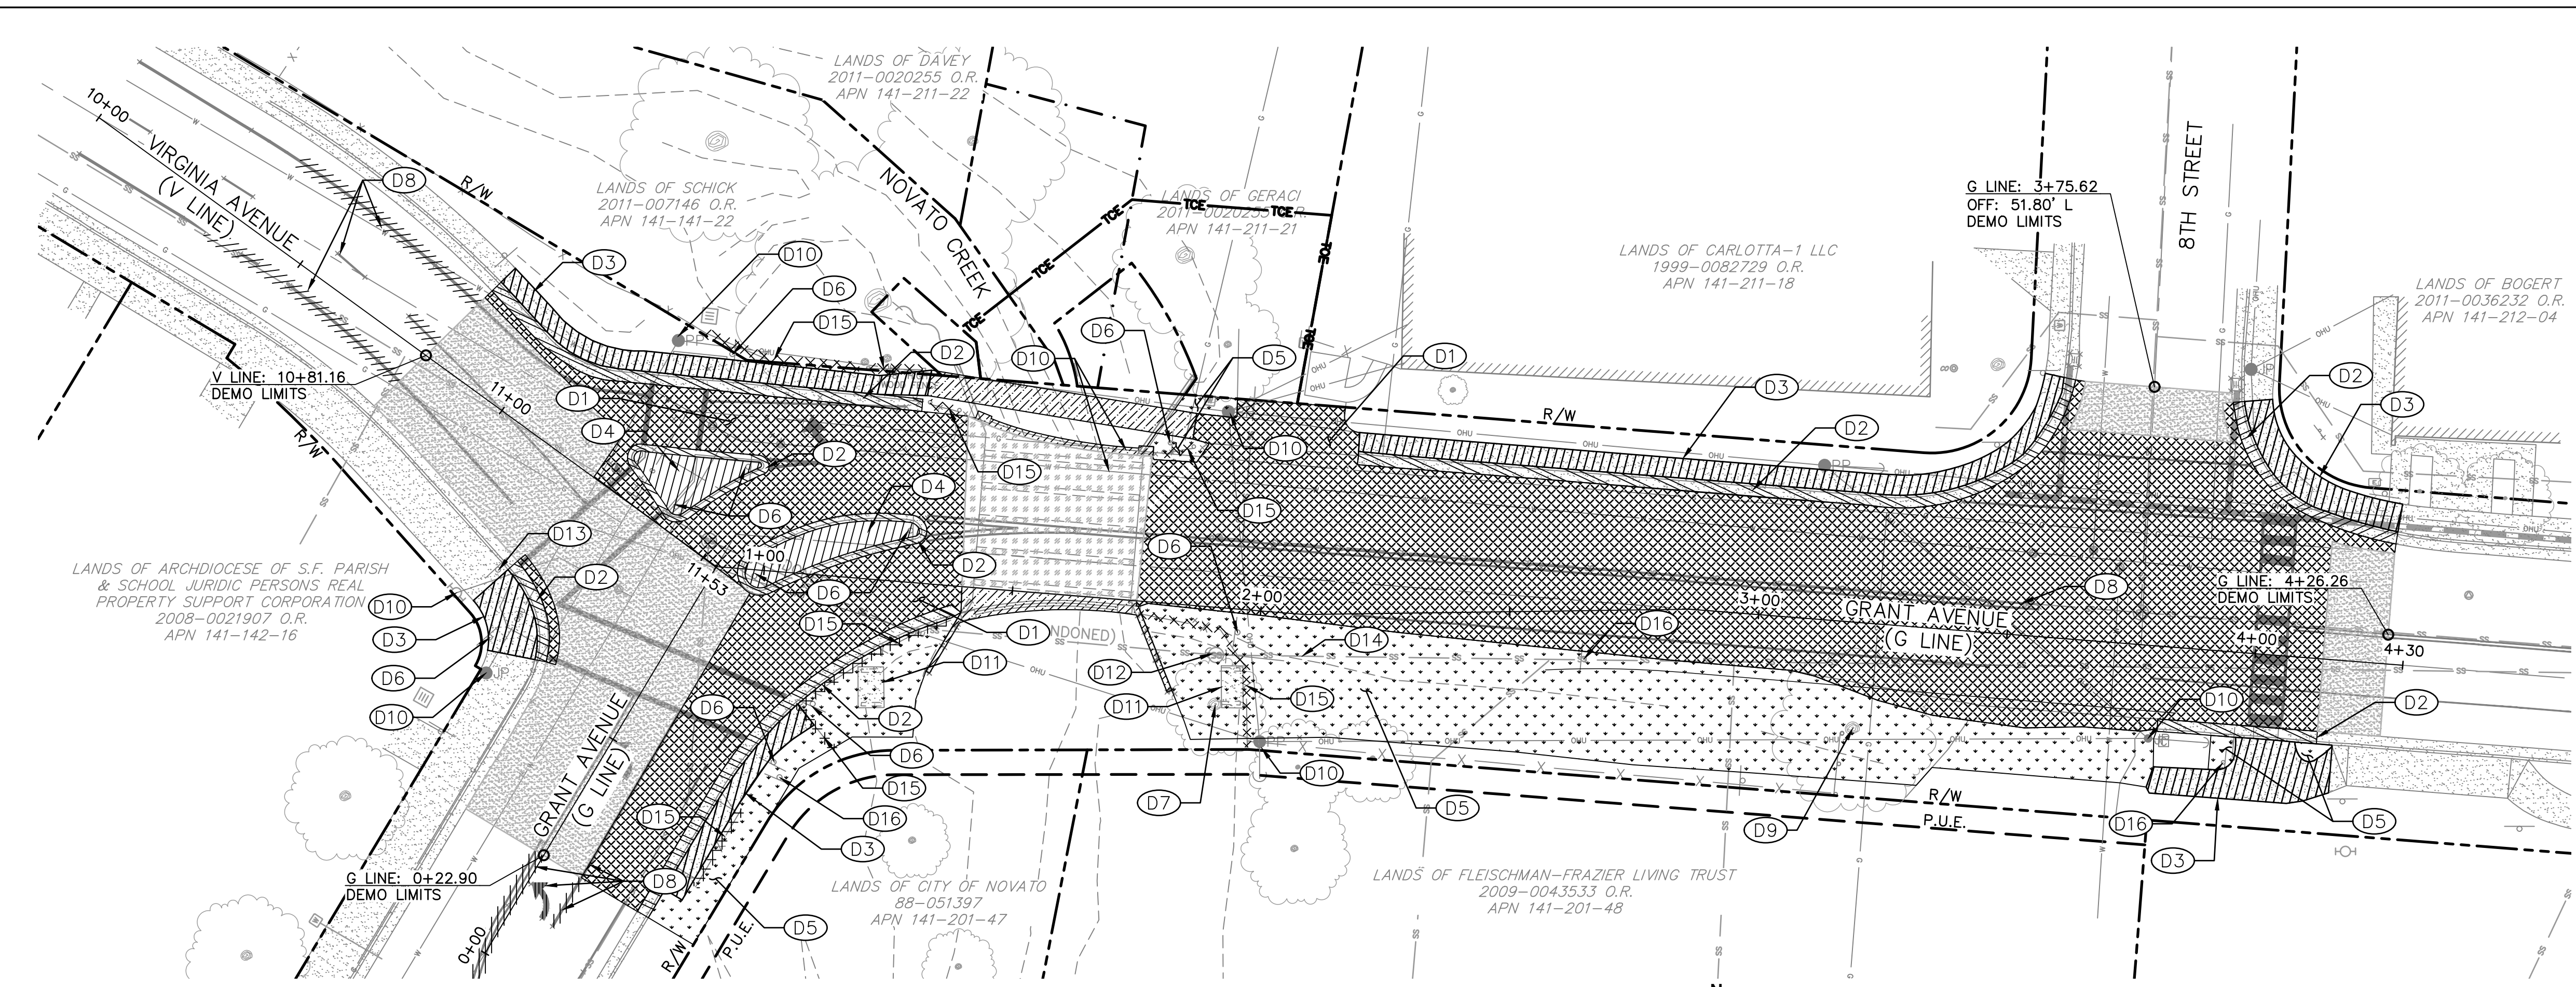 LANDS OF DAVEY
2011-0020255 O.R.
APN 141-211-22
10+00
VIRGINIA AVENUE
(V LINE)
D8
R/W
LANDS OF SCHICK
2011-007146 O.R.
APN 141-141-22
NOVATO CREEK
LANDS OF GERACI
APN 141-211-21
TCE
TCE
TCE
TCE
TCE
TCE
TCE
G LINE: 3+75.62
OFF: 51.80' L
DEMO LIMITS
8TH STREET
LANDS OF CARLOTTA-1 LLC
1999-0082729 O.R.
APN 141-211-18
LANDS OF BOGERT
2011-0036232 O.R.
APN 141-212-04
D3
D10
D6
D15
D2
D10
D6
D5
D1
V LINE: 10+81.16
DEMO LIMITS
11+00
PP
D1
D4
D2
D6
D4
D15
D10
D15
D3
R/W
D2
PP
JP
D2
D3
R/W
D13
D2
1+00
11+53
D6
D2
D6
2+00
3+00
GRANT AVENUE
(G LINE)
D8
G LINE: 4+26.26
DEMO LIMITS
4+00
4+30
LANDS OF ARCHDIOCESE OF S.F. PARISH
& SCHOOL JURIDIC PERSONS REAL
PROPERTY SUPPORT CORPORATION
2008-0021907 O.R.
APN 141-142-16
D10
D3
D6
D10
JP
D15
D1
NDONED)
D11
D12
D11
D14
D16
D15
D10
D2
D6
D2
D6
D15
D16
D15
D3
D7
PP
D10
D5
D9
R/W
P.U.E.
D16
D3
D5
GRANT AVENUE
(G LINE)
G LINE: 0+22.90
DEMO LIMITS
D8
0+00
D5
R/W
P.U.E.
LANDS OF CITY OF NOVATO
88-051397
APN 141-201-47
LANDS OF FLEISCHMAN-FRAZIER LIVING TRUST
2009-0043533 O.R.
APN 141-201-48